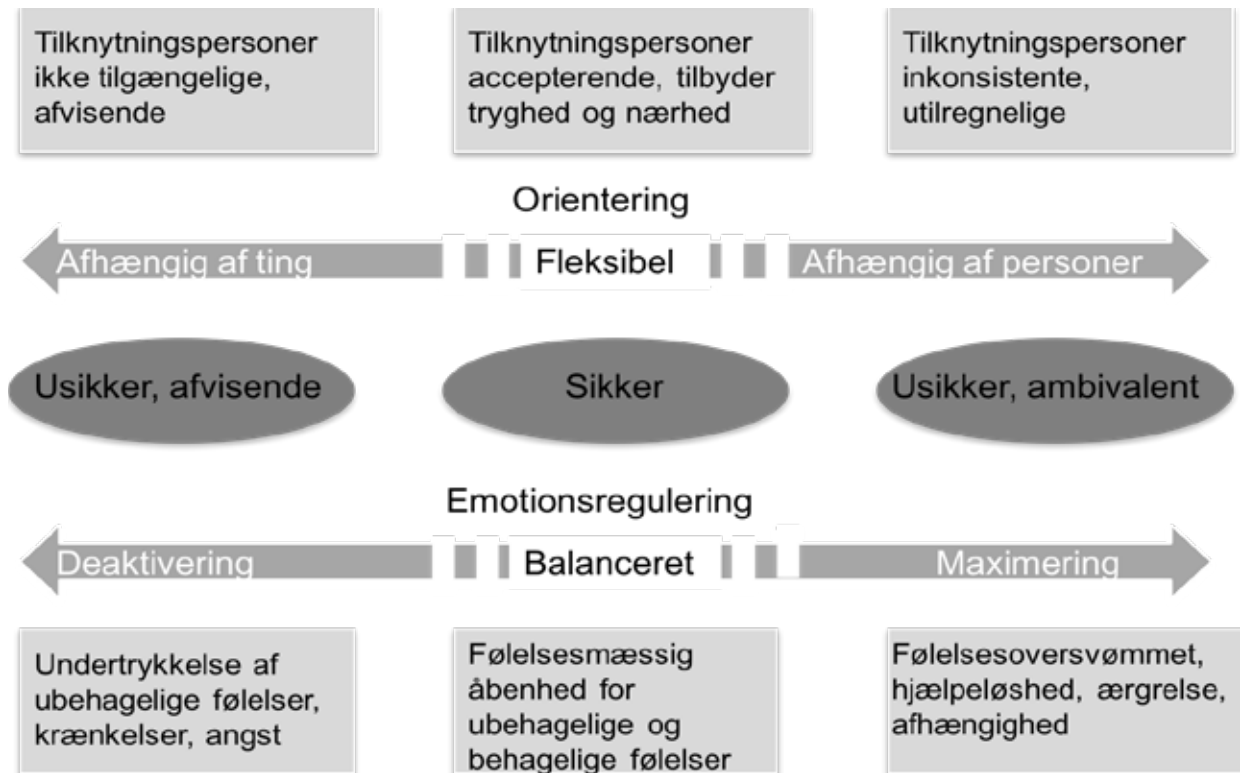 Tilknytningspersoner
ikke tilgængelige,
afvisende
Tilknytningspersoner
accepterende, tilbyder
tryghed og nærhed
Tilknytningspersoner
inkonsistente,
utilregnelige
Orientering
Afhængig af ting
Fleksibel
Afhængig af personer
Usikker, afvisende
Sikker
Usikker, ambivalent
Emotionsregulering
Deaktivering
Balanceret
Maximering
Undertrykkelse af
ubehagelige følelser,
krænkelser, angst
Følelsesmæssig
åbenhed for
ubehagelige og
behagelige følelser
Følelsesoversvømmet,
hjælpeløshed, ærgrelse,
afhængighed